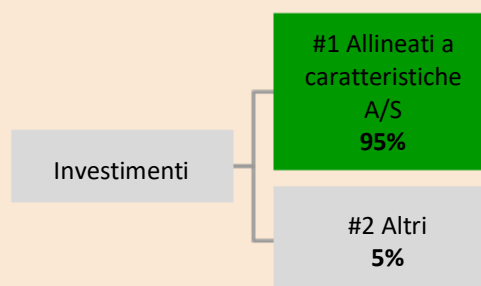 #1 Allineati a
caratteristiche
A/S
95%
Investimenti
#2 Altri
5%